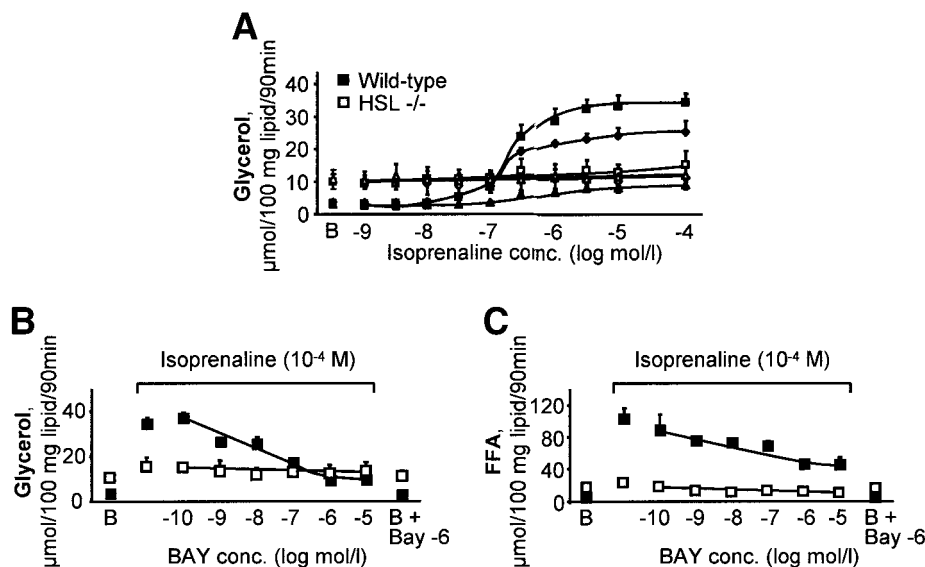 A
Glycerol,
µmol/100 mg lipid/90min
40
30
20
10
0
Wild-type
HSL -/-
B -9 -8 -7 -6 -5 -4
Isoprenaline conc. (log mol/l)
B
Isoprenaline (10⁻⁴ M)
Glycerol,
µmol/100 mg lipid/90min
40
20
0
B -10 -9 -8 -7 -6 -5 B +
Bay -6
BAY conc. (log mol/l)
C
Isoprenaline (10⁻⁴ M)
FFA,
µmol/100 mg lipid/90min
120
80
40
0
B -10 -9 -8 -7 -6 -5 B +
Bay -6
BAY conc. (log mol/l)